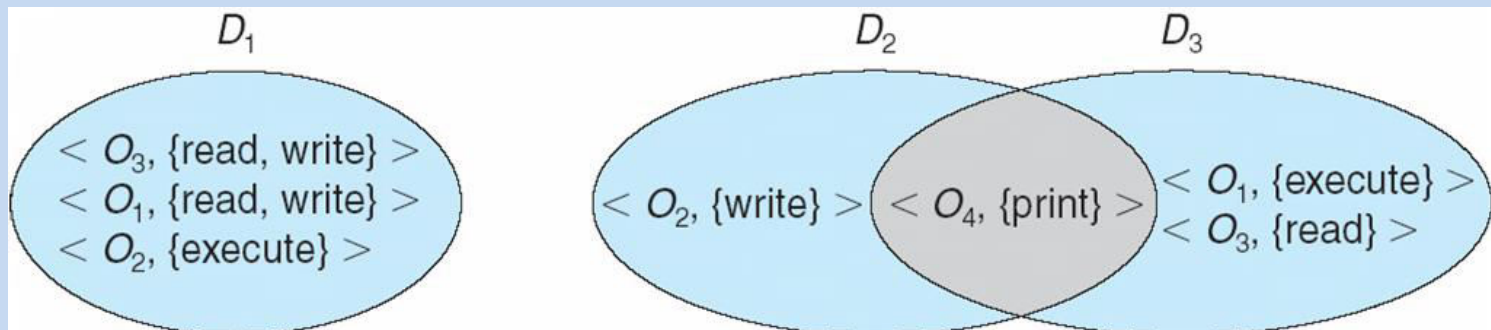 D₁
D₂
D₃
< O₃, {read, write} >
< O₁, {read, write} >
< O₂, {execute} >
< O₂, {write} >
< O₄, {print} >
< O₁, {execute} >
< O₃, {read} >